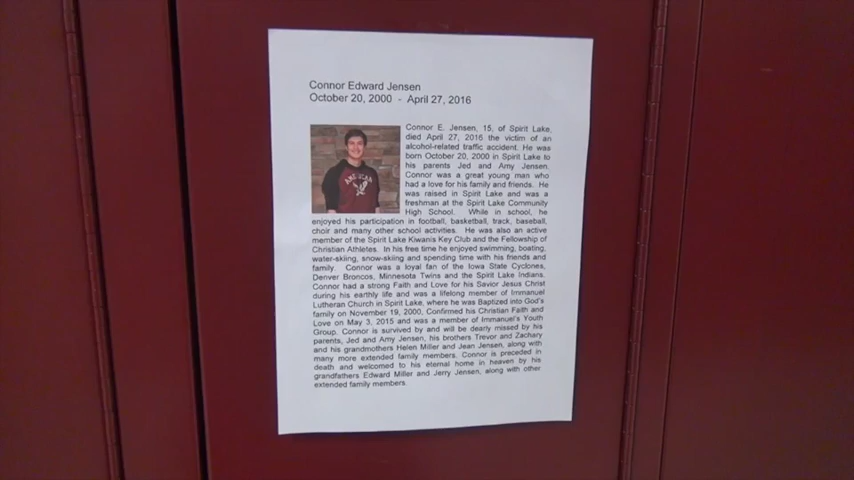 Connor Edward Jensen
October 20, 2000 - April 27, 2016
Connor E. Jensen, 15, of Spirit Lake,
died April 27, 2016 the victim of an
alcohol-related traffic accident. He was
born October 20, 2000 in Spirit Lake to
his parents Jed and Amy Jensen.
Connor was a great young man who
had a love for his family and friends. He
was raised in Spirit Lake and was a
freshman at the Spirit Lake Community
High School. While in school, he
AMERICAN
enjoyed his participation in football, basketball, track, baseball,
choir and many other school activities. He was also an active
member of the Spirit Lake Kiwanis Key Club and the Fellowship of
Christian Athletes. In his free time he enjoyed swimming, boating,
water-skiing, snow-skiing and spending time with his friends and
family. Connor was a loyal fan of the Iowa State Cyclones,
Denver Broncos, Minnesota Twins and the Spirit Lake Indians.
Connor had a strong Faith and Love for his Savior Jesus Christ
during his earthly life and was a lifelong member of Immanuel
Lutheran Church in Spirit Lake, where he was Baptized into God's
family on November 19, 2000, Confirmed his Christian Faith and
Love on May 3, 2015 and was a member of Immanuel's Youth
Group. Connor is survived by and will be dearly missed by his
parents, Jed and Amy Jensen, his brothers Trevor and Zachary
and his grandmothers Helen Miller and Jean Jensen, along with
many more extended family members. Connor is preceded in
death and welcomed to his eternal home in heaven by his
grandfathers Edward Miller and Jerry Jensen, along with other
extended family members.